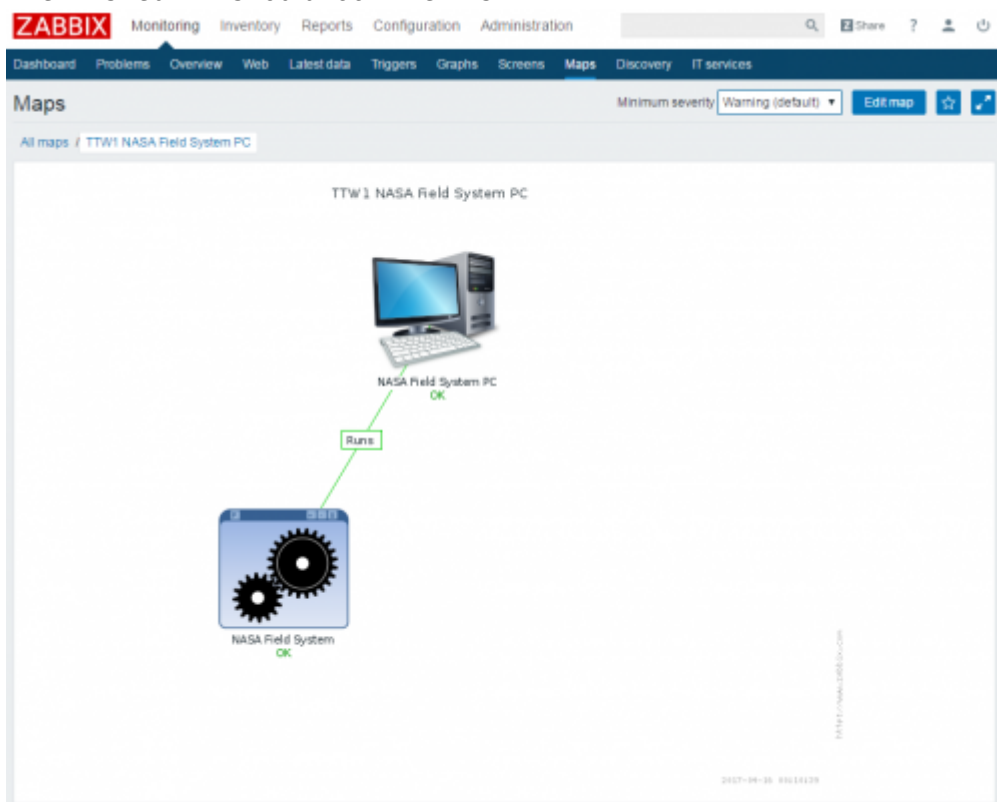 ZABBIX Monitoring Inventory Reports Configuration Administration Z Share ?
Dashboard Problems Overview Web Latest data Triggers Graphs Screens Maps Discovery IT services
Maps Minimum severity Warning (default) Edit map
All maps / TTW1 NASA Field System PC
TTW1 NASA Field System PC
NASA Field System PC
OK
Runs
NASA Field System
OK